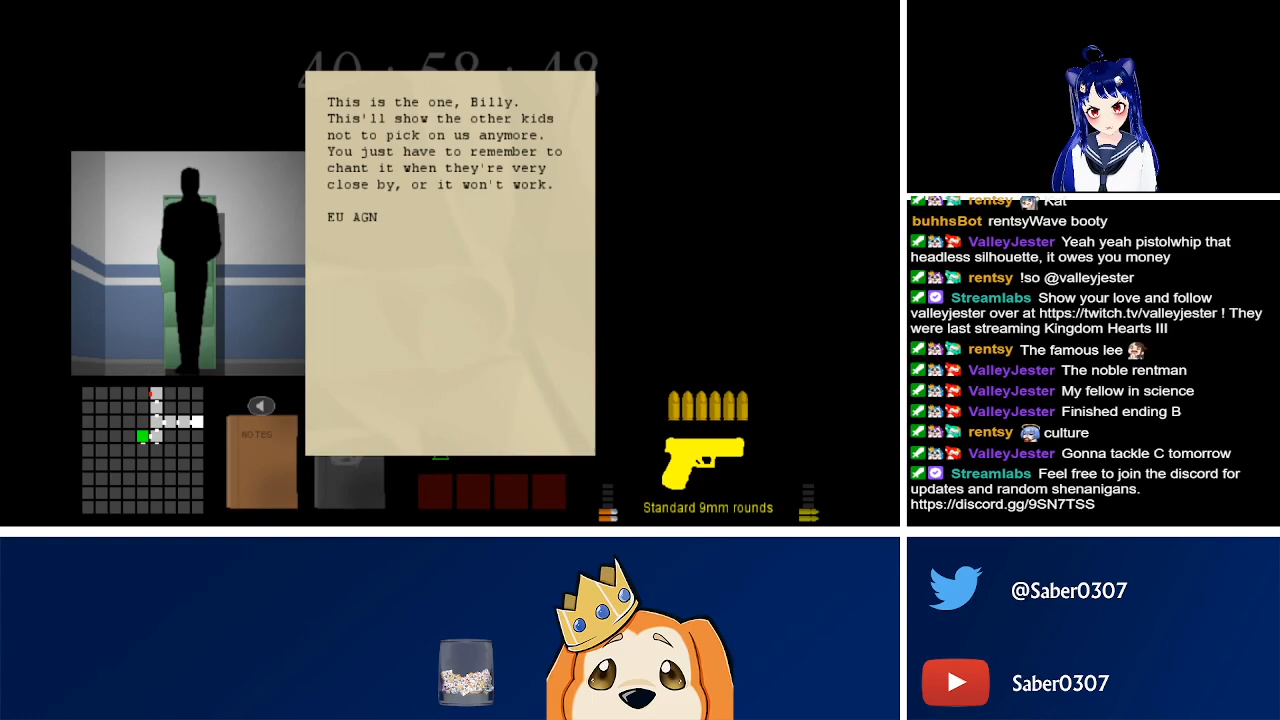 40 : 58 : 48
This is the one, Billy.
This'll show the other kids
not to pick on us anymore.
You just have to remember to
chant it when they're very
close by, or it won't work.
EU AGN
NOTES
Standard 9mm rounds
rentsy Kat
buhhsBot rentsyWave booty
ValleyJester Yeah yeah pistolwhip that
headless silhouette, it owes you money
rentsy !so @valleyjester
Streamlabs Show your love and follow
valleyjester over at https://twitch.tv/valleyjester ! They
were last streaming Kingdom Hearts III
rentsy The famous lee
ValleyJester The noble rentman
ValleyJester My fellow in science
ValleyJester Finished ending B
rentsy culture
ValleyJester Gonna tackle C tomorrow
Streamlabs Feel free to join the discord for
updates and random shenanigans.
https://discord.gg/9SN7TSS
@Saber0307
Saber0307